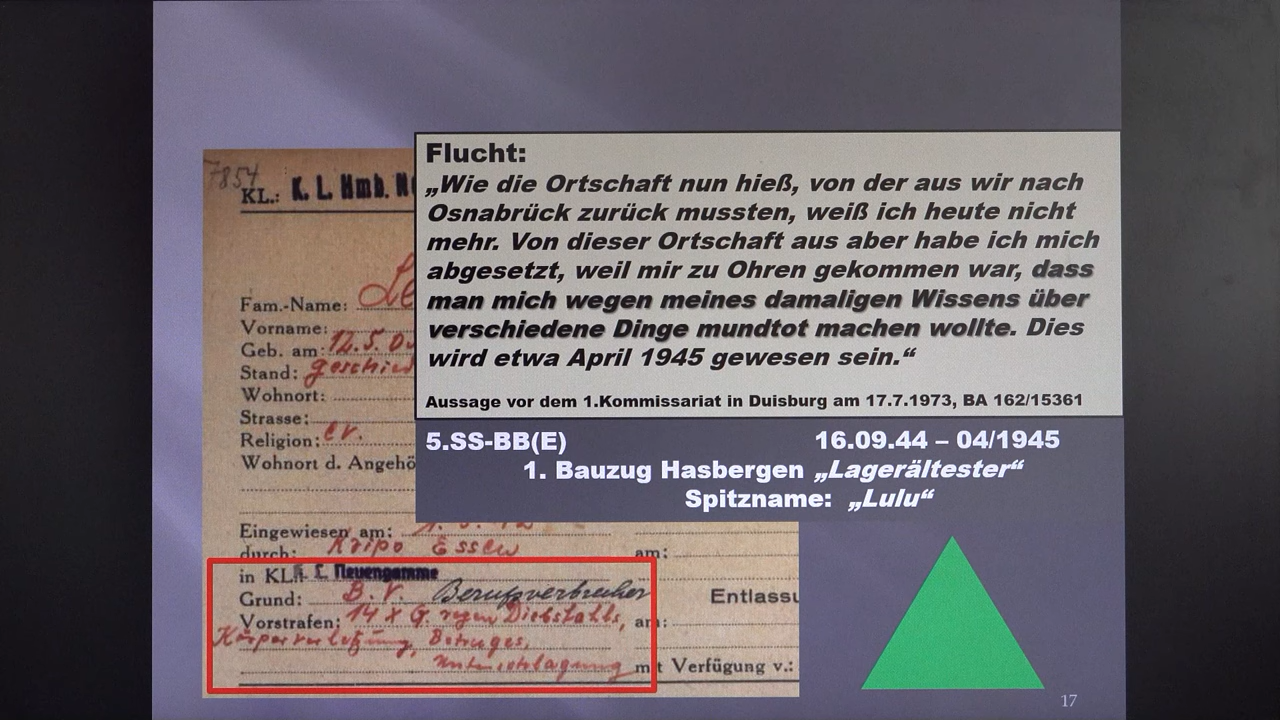 Flucht:
„Wie die Ortschaft nun hieß, von der aus wir nach
Osnabrück zurück mussten, weiß ich heute nicht
mehr. Von dieser Ortschaft aus aber habe ich mich
abgesetzt, weil mir zu Ohren gekommen war, dass
man mich wegen meines damaligen Wissens über
verschiedene Dinge mundtot machen wollte. Dies
wird etwa April 1945 gewesen sein.“
Aussage vor dem 1.Kommissariat in Duisburg am 17.7.1973, BA 162/15361
5.SS-BB(E) 16.09.44 – 04/1945
1. Bauzug Hasbergen „Lagerältester“
Spitzname: „Lulu“
7854
KL.: K. L. Hmb.
Fam.-Name:
Vorname:
Geb. am: 12.5.
Stand:
Wohnort:
Strasse:
Religion: ev.
Wohnort d. Angehö
Eingewiesen am:
durch: Kripo Essen am:
in KL.: Neuengamme
Grund: B.V. Berufsverbrecher Entlassu
Vorstrafen: 14 x G. wegen Diebstahls, am:
Körperverletzung, Betruges,
Unterschlagung mit Verfügung v.:
17